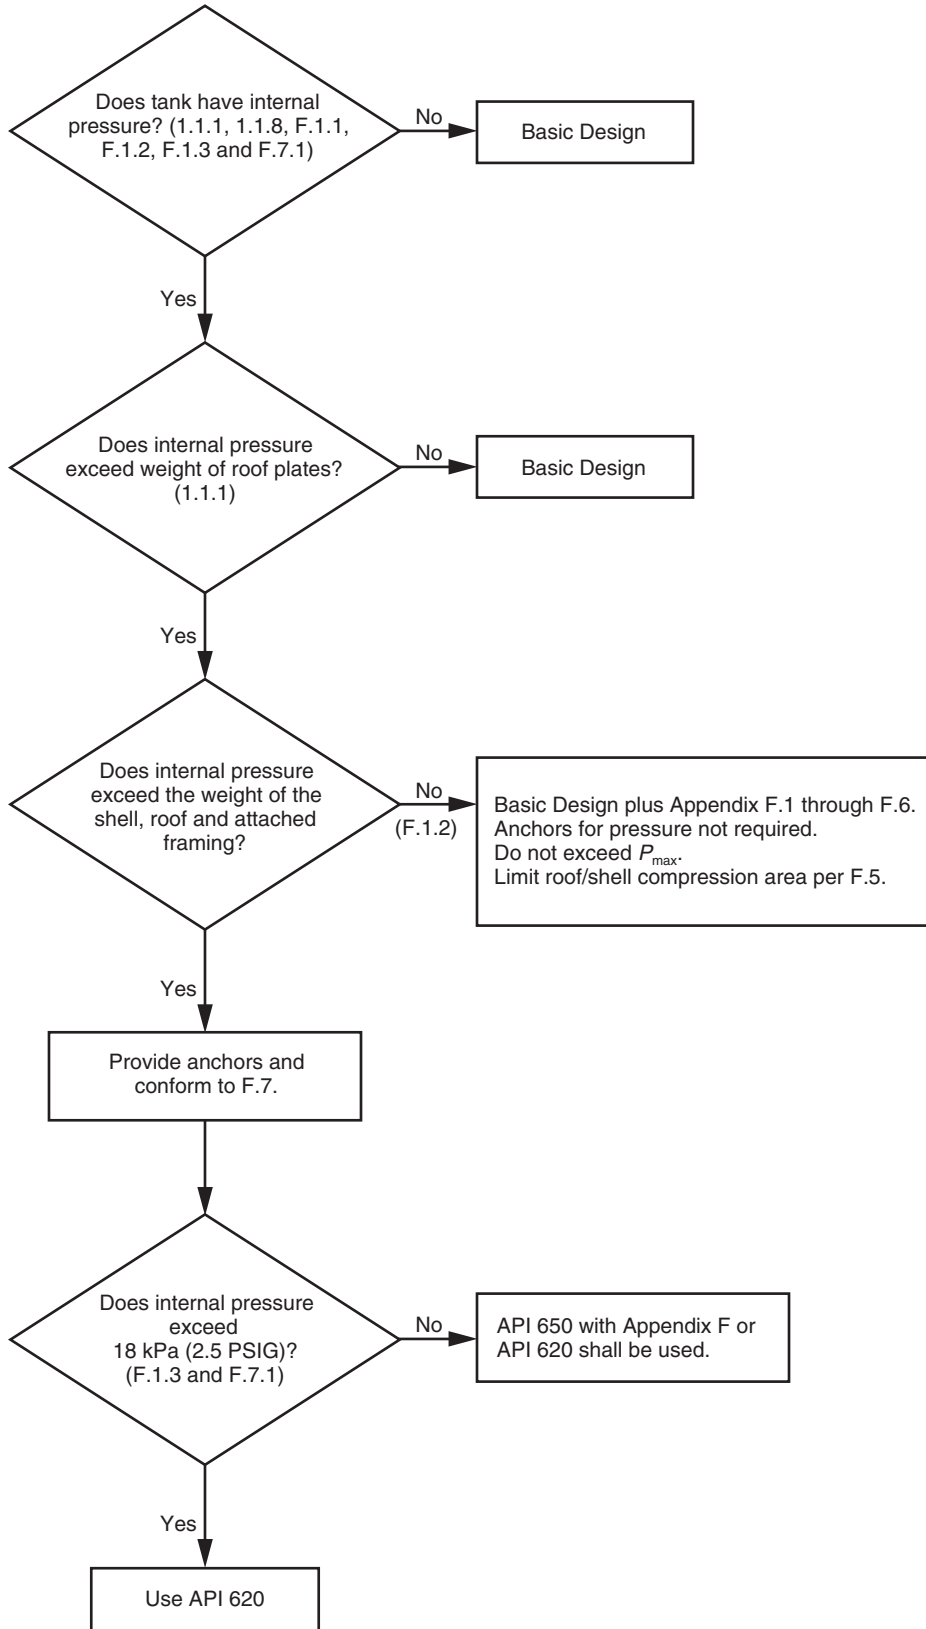 Does tank have internal
pressure? (1.1.1, 1.1.8, F.1.1,
F.1.2, F.1.3 and F.7.1)
No
Basic Design
Yes
Does internal pressure
exceed weight of roof plates?
(1.1.1)
No
Basic Design
Yes
Does internal pressure
exceed the weight of the
shell, roof and attached
framing?
No
(F.1.2)
Basic Design plus Appendix F.1 through F.6.
Anchors for pressure not required.
Do not exceed Pmax.
Limit roof/shell compression area per F.5.
Yes
Provide anchors and
conform to F.7.
Does internal pressure
exceed
18 kPa (2.5 PSIG)?
(F.1.3 and F.7.1)
No
API 650 with Appendix F or
API 620 shall be used.
Yes
Use API 620